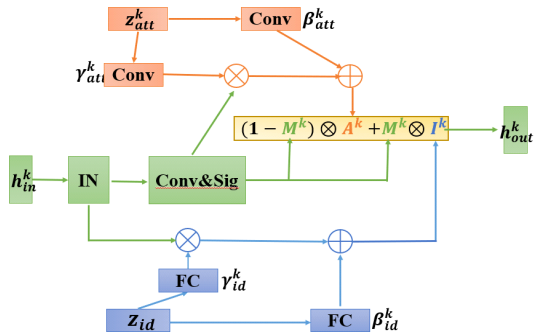 z_att^k
Conv
β_att^k
γ_att^k
Conv
(1 − M^k) ⊗ A^k + M^k ⊗ I^k
h_out^k
h_in^k
IN
Conv&Sig
FC
γ_id^k
z_id
FC
β_id^k